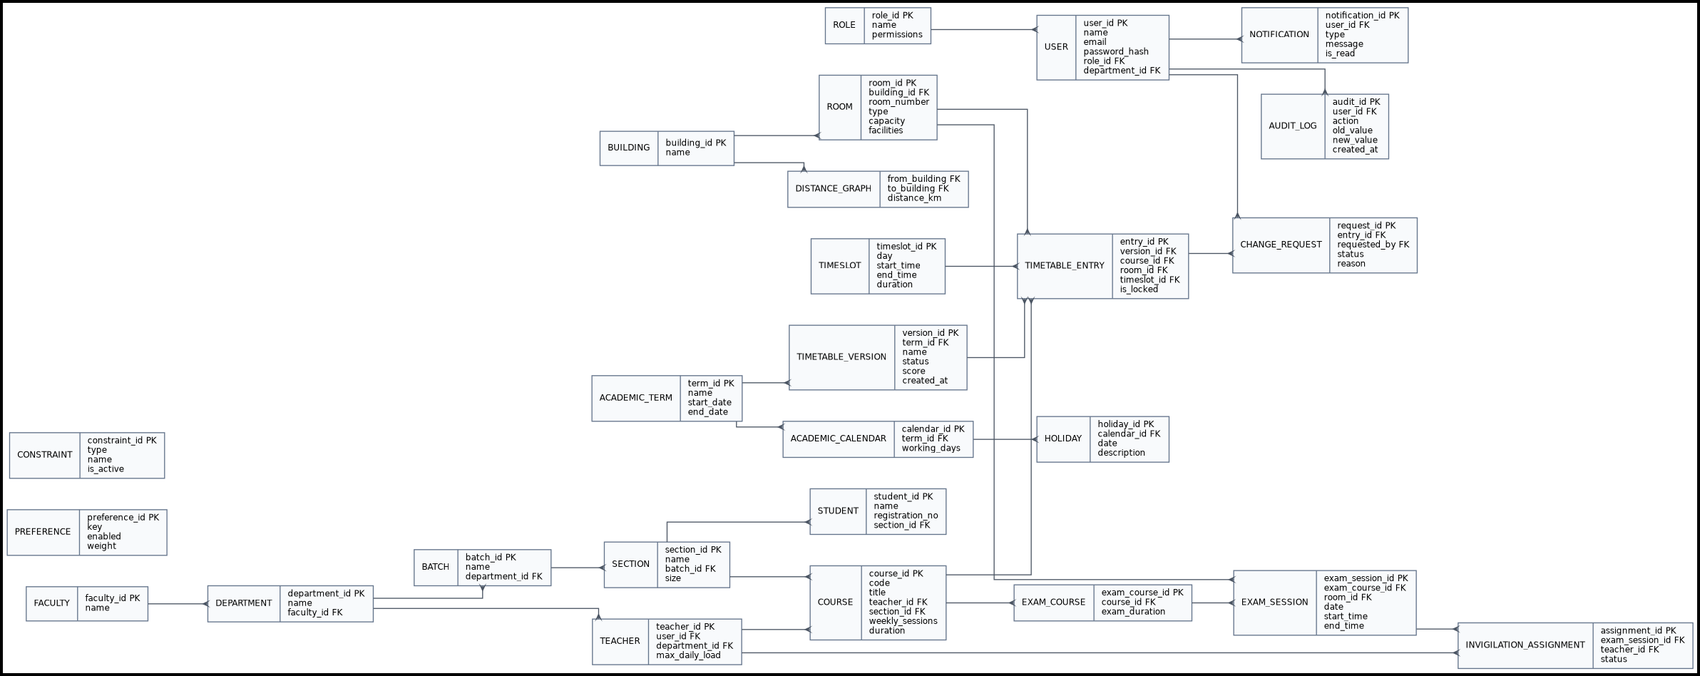 ROLE
role_id PK
name
permissions
USER
user_id PK
name
email
password_hash
role_id FK
department_id FK
NOTIFICATION
notification_id PK
user_id FK
type
message
is_read
ROOM
room_id PK
building_id FK
room_number
type
capacity
facilities
AUDIT_LOG
audit_id PK
user_id FK
action
old_value
new_value
created_at
BUILDING
building_id PK
name
DISTANCE_GRAPH
from_building FK
to_building FK
distance_km
TIMESLOT
timeslot_id PK
day
start_time
end_time
duration
TIMETABLE_ENTRY
entry_id PK
version_id FK
course_id FK
room_id FK
timeslot_id FK
is_locked
CHANGE_REQUEST
request_id PK
entry_id FK
requested_by FK
status
reason
TIMETABLE_VERSION
version_id PK
term_id FK
name
status
score
created_at
ACADEMIC_TERM
term_id PK
name
start_date
end_date
ACADEMIC_CALENDAR
calendar_id PK
term_id FK
working_days
HOLIDAY
holiday_id PK
calendar_id FK
date
description
CONSTRAINT
constraint_id PK
type
name
is_active
PREFERENCE
preference_id PK
key
enabled
weight
STUDENT
student_id PK
name
registration_no
section_id FK
BATCH
batch_id PK
name
department_id FK
SECTION
section_id PK
name
batch_id FK
size
FACULTY
faculty_id PK
name
DEPARTMENT
department_id PK
name
faculty_id FK
COURSE
course_id PK
code
title
teacher_id FK
section_id FK
weekly_sessions
duration
EXAM_COURSE
exam_course_id PK
course_id FK
exam_duration
EXAM_SESSION
exam_session_id PK
exam_course_id FK
room_id FK
date
start_time
end_time
TEACHER
teacher_id PK
user_id FK
department_id FK
max_daily_load
INVIGILATION_ASSIGNMENT
assignment_id PK
exam_session_id FK
teacher_id FK
status